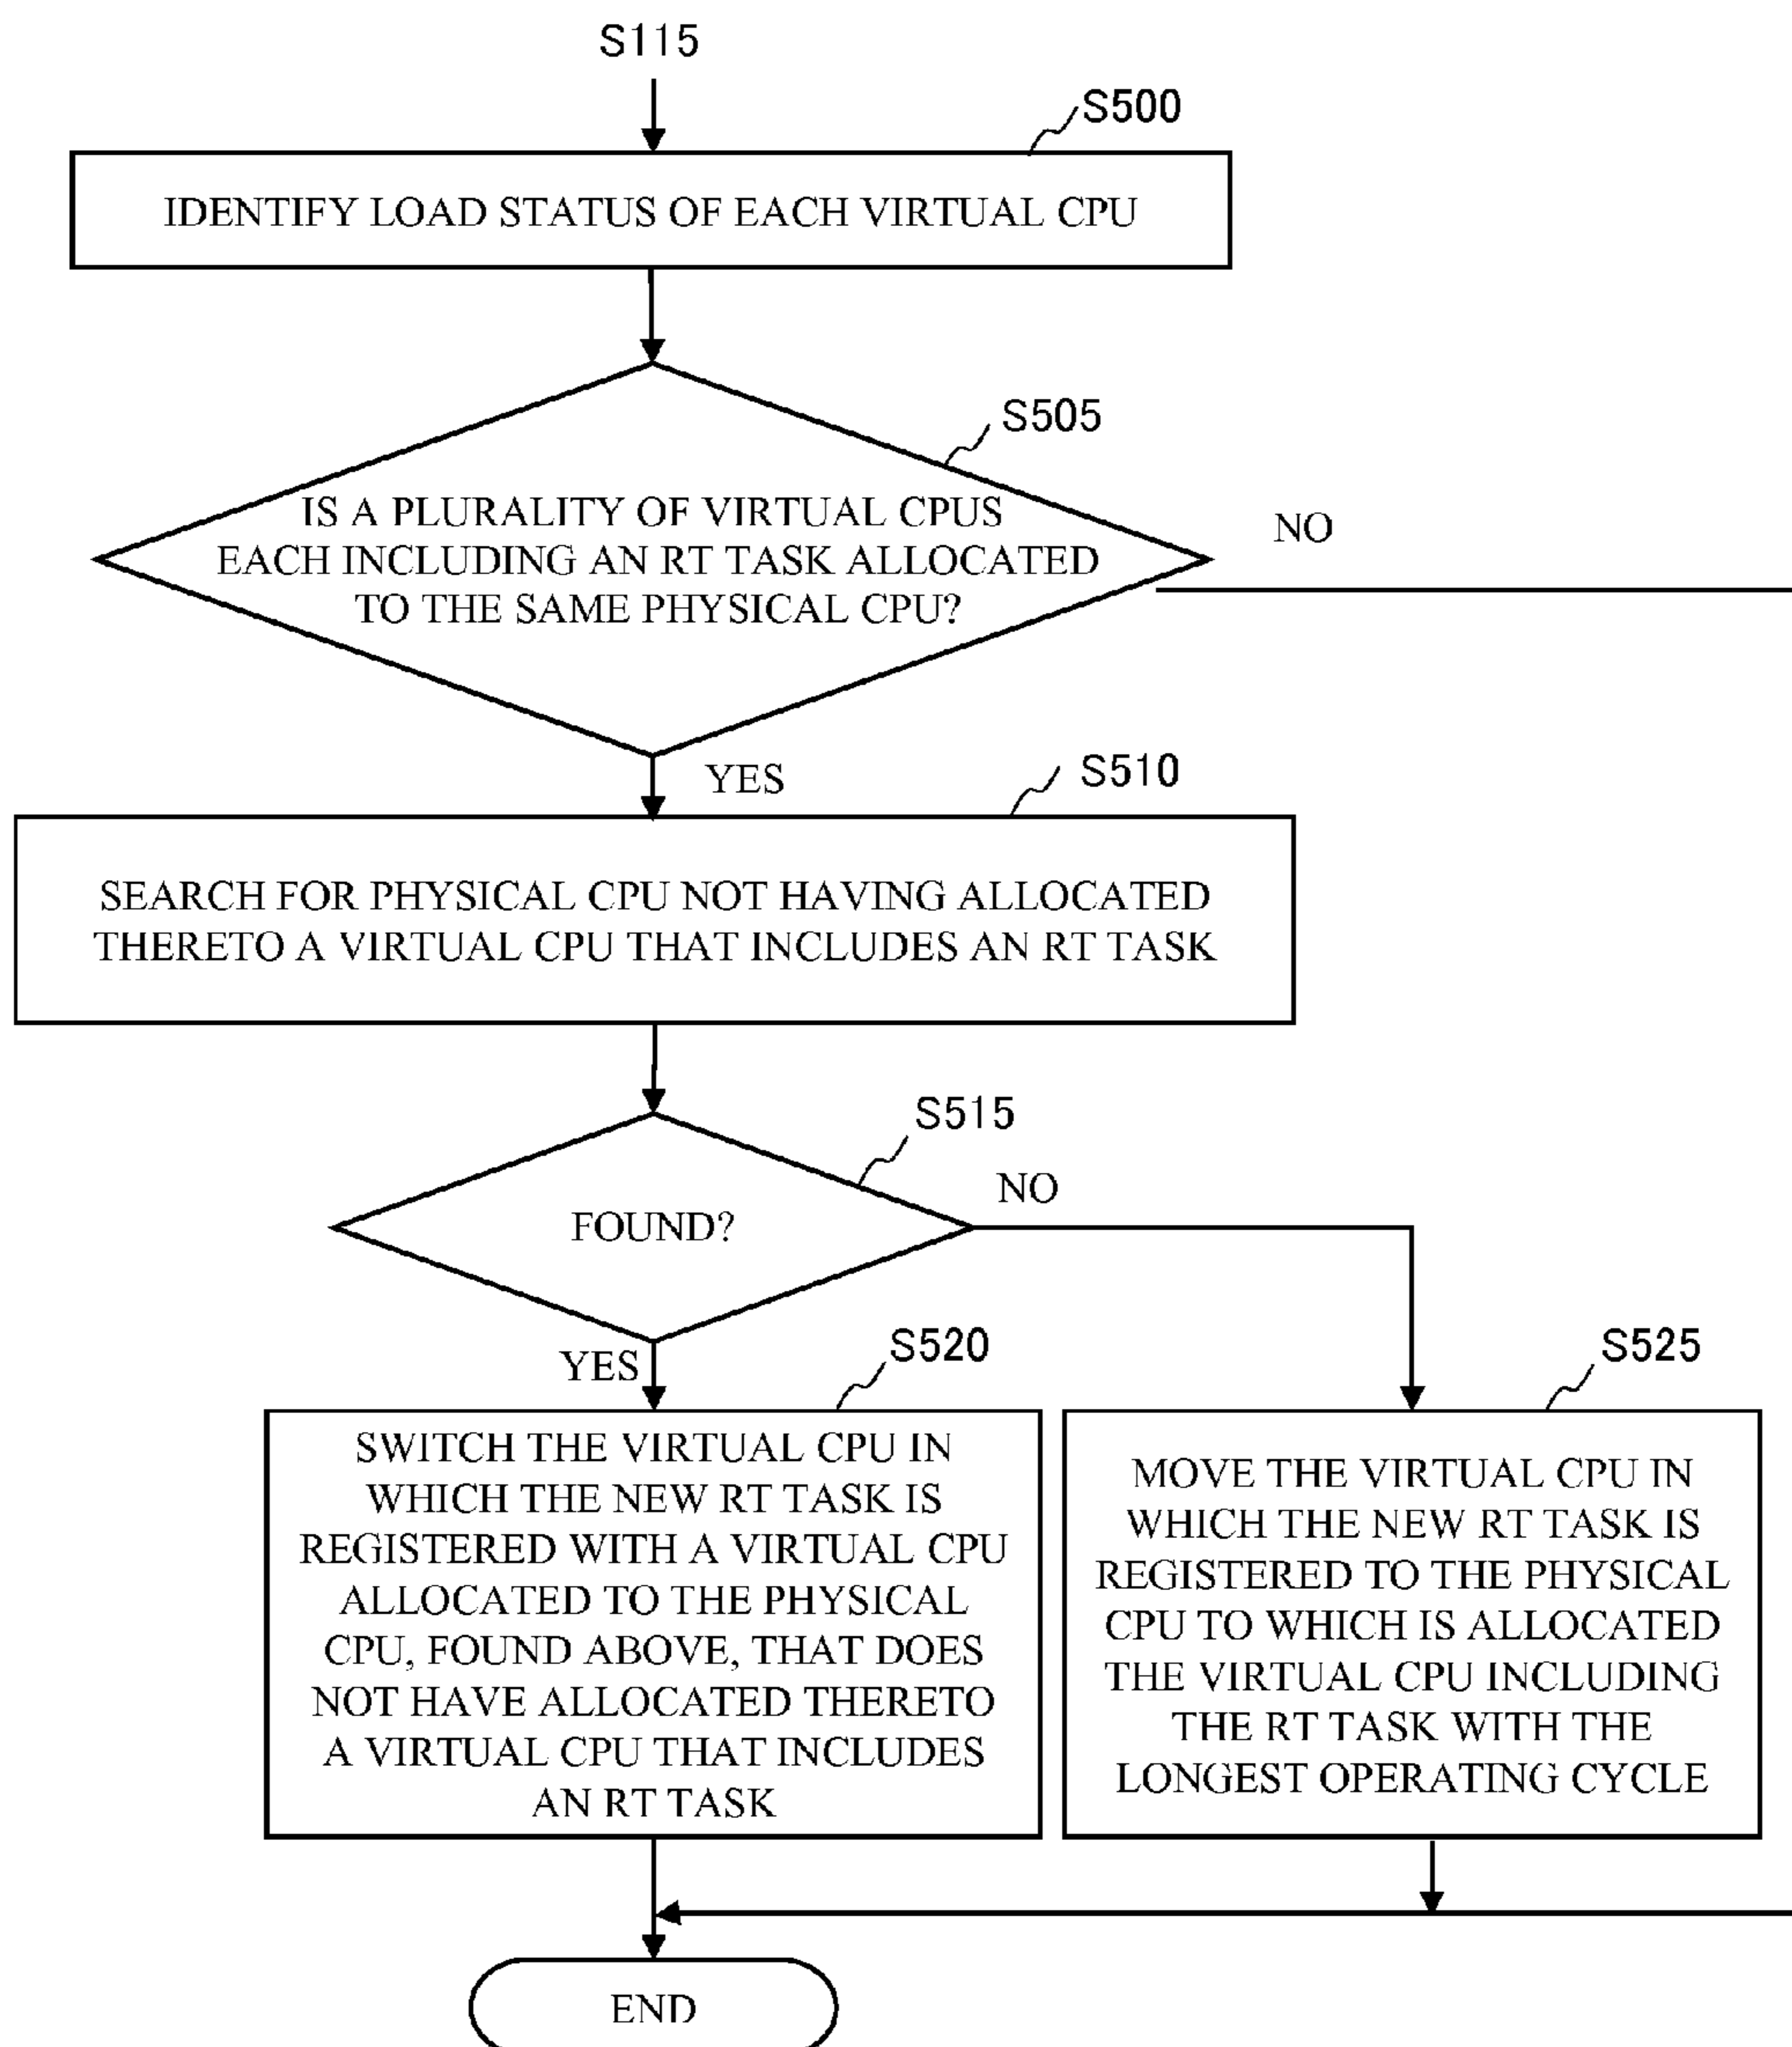 S115
S500
IDENTIFY LOAD STATUS OF EACH VIRTUAL CPU
S505
IS A PLURALITY OF VIRTUAL CPUS
EACH INCLUDING AN RT TASK ALLOCATED
TO THE SAME PHYSICAL CPU?
NO
YES
S510
SEARCH FOR PHYSICAL CPU NOT HAVING ALLOCATED
THERETO A VIRTUAL CPU THAT INCLUDES AN RT TASK
S515
FOUND?
NO
YES
S520
SWITCH THE VIRTUAL CPU IN
WHICH THE NEW RT TASK IS
REGISTERED WITH A VIRTUAL CPU
ALLOCATED TO THE PHYSICAL
CPU, FOUND ABOVE, THAT DOES
NOT HAVE ALLOCATED THERETO
A VIRTUAL CPU THAT INCLUDES
AN RT TASK
S525
MOVE THE VIRTUAL CPU IN
WHICH THE NEW RT TASK IS
REGISTERED TO THE PHYSICAL
CPU TO WHICH IS ALLOCATED
THE VIRTUAL CPU INCLUDING
THE RT TASK WITH THE
LONGEST OPERATING CYCLE
END